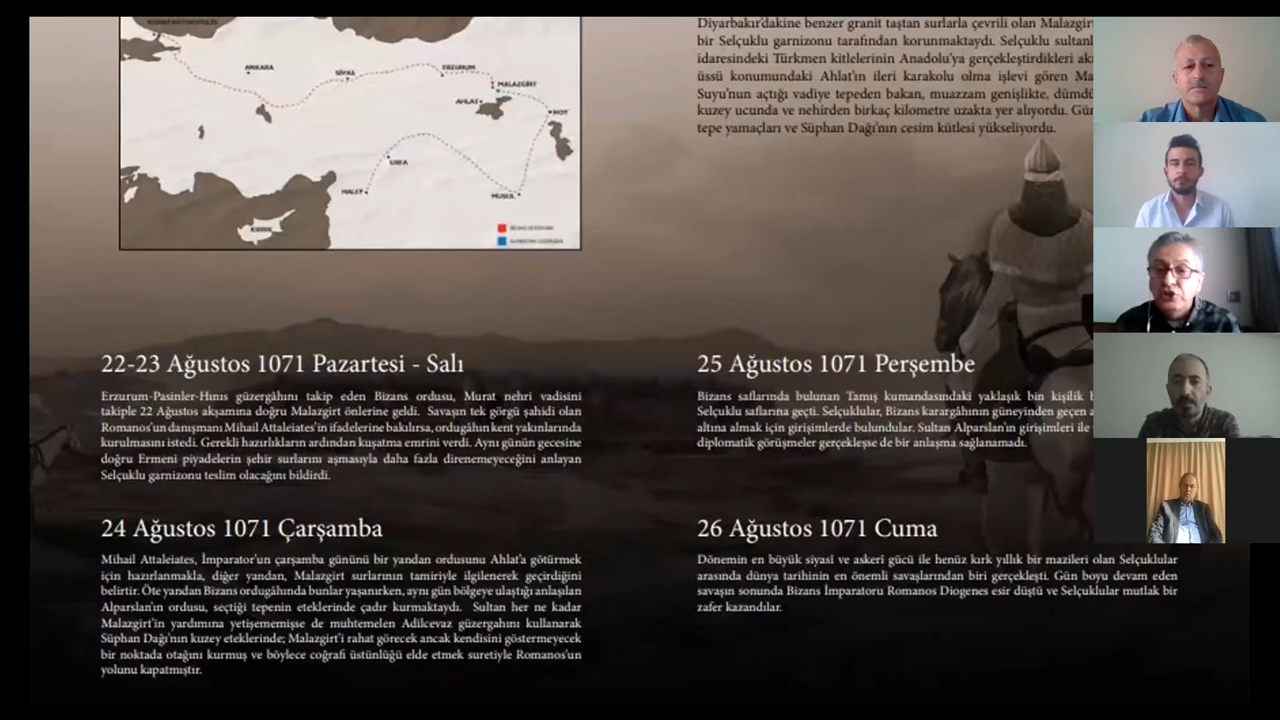 ANKARA
SİVAS
ERZURUM
MALAZGİRT
AHLAT
HOY
URFA
HALEP
MUSUL
KIBRIS
Diyarbakır'dakine benzer granit taştan surlarla çevrili olan Malazgir
bir Selçuklu garnizonu tarafından korunmaktaydı. Selçuklu sultanl
idaresindeki Türkmen kitlelerinin Anadolu'ya gerçekleştirdikleri akı
üssü konumundaki Ahlat'ın ileri karakolu olma işlevi gören Ma
Suyu'nun açtığı vadiye tepeden bakan, muazzam genişlikte, dümdü
kuzey ucunda ve nehirden birkaç kilometre uzakta yer alıyordu. Gün
tepe yamaçları ve Süphan Dağı'nın cesim kütlesi yükseliyordu.
22-23 Ağustos 1071 Pazartesi - Salı
Erzurum-Pasinler-Hınıs güzergâhını takip eden Bizans ordusu, Murat nehri vadisini
takiple 22 Ağustos akşamına doğru Malazgirt önlerine geldi. Savaşın tek görgü şahidi olan
Romanos'un danışmanı Mihail Attaleiates'in ifadelerine bakılırsa, ordugâhın kent yakınlarında
kurulmasını istedi. Gerekli hazırlıkların ardından kuşatma emrini verdi. Aynı günün gecesine
doğru Ermeni piyadelerin şehir surlarını aşmasıyla daha fazla direnemeyeceğini anlayan
Selçuklu garnizonu teslim olacağını bildirdi.
24 Ağustos 1071 Çarşamba
Mihail Attaleiates, İmparator'un çarşamba gününü bir yandan ordusunu Ahlat'a götürmek
için hazırlanmakla, diğer yandan, Malazgirt surlarının tamiriyle ilgilenerek geçirdiğini
belirtir. Öte yandan Bizans ordugâhında bunlar yaşanırken, aynı gün bölgeye ulaştığı anlaşılan
Alparslan'ın ordusu, seçtiği tepenin eteklerinde çadır kurmaktaydı. Sultan her ne kadar
Malazgirt'in yardımına yetişememişse de muhtemelen Adilcevaz güzergahını kullanarak
Süphan Dağı'nın kuzey eteklerinde; Malazgirt'i rahat görecek ancak kendisini göstermeyecek
bir noktada otağını kurmuş ve böylece coğrafi üstünlüğü elde etmek suretiyle Romanos'un
yolunu kapatmıştır.
25 Ağustos 1071 Perşembe
Bizans saflarında bulunan Tamış kumandasındaki yaklaşık bin kişilik b
Selçuklu saflarına geçti. Selçuklular, Bizans karargâhının güneyinden geçen a
altına almak için girişimlerde bulundular. Sultan Alparslan'ın girişimleri ile
diplomatik görüşmeler gerçekleşse de bir anlaşma sağlanamadı.
26 Ağustos 1071 Cuma
Dönemin en büyük siyasî ve askerî gücü ile henüz kırk yıllık bir mazileri olan Selçuklular
arasında dünya tarihinin en önemli savaşlarından biri gerçekleşti. Gün boyu devam eden
savaşın sonunda Bizans İmparatoru Romanos Diogenes esir düştü ve Selçuklular mutlak bir
zafer kazandılar.